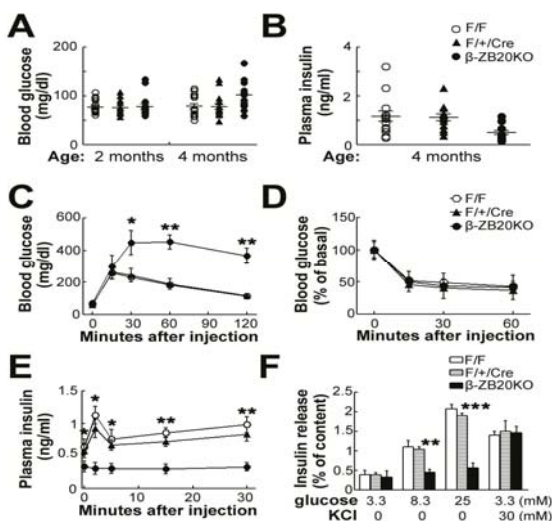 A
Blood glucose
(mg/dl)
200
100
0
Age: 2 months 4 months
B
Plasma insulin
(mg/ml)
4
2
0
Age: 4 months
F/F
F/+/Cre
β-ZB20KO
C
Blood glucose
(mg/dl)
600
400
200
0
* ** **
0 30 60 90 120
Minutes after injection
D
Blood glucose
(% of basal)
150
100
50
0
0 30 60
Minutes after injection
F/F
F/+/Cre
β-ZB20KO
E
Plasma insulin
(ng/ml)
1.5
1
0.5
0
* * * ** **
0 10 20 30
Minutes after injection
F
Insulin release
(% of content)
2.5
2
1.5
1
0.5
0
F/F
F/+/Cre
β-ZB20KO
** ***
glucose 3.3 8.3 25 3.3 (mM)
KCl 0 0 0 30 (mM)